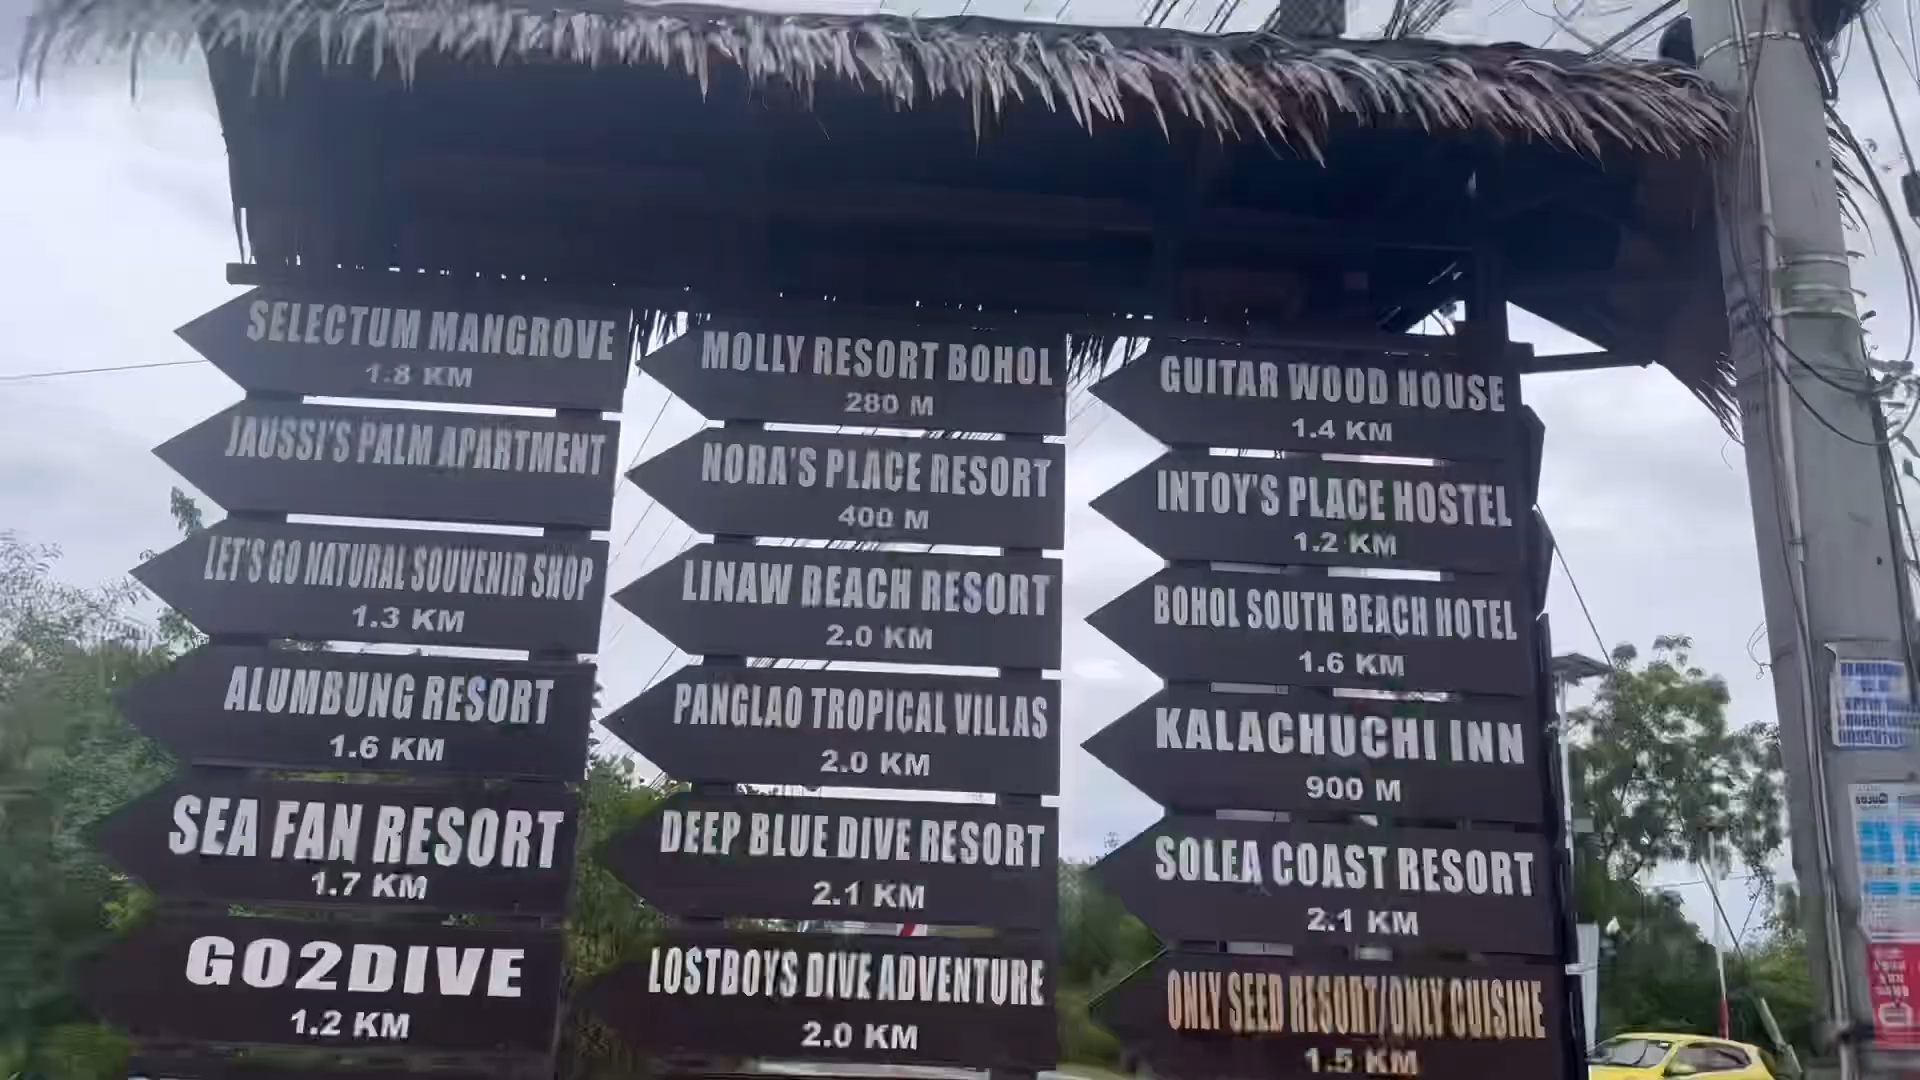 SELECTUM MANGROVE
1.8 KM
JAUSSI'S PALM APARTMENT
LET'S GO NATURAL SOUVENIR SHOP
1.3 KM
ALUMBUNG RESORT
1.6 KM
SEA FAN RESORT
1.7 KM
GO2DIVE
1.2 KM
MOLLY RESORT BOHOL
280 M
NORA'S PLACE RESORT
400 M
LINAW BEACH RESORT
2.0 KM
PANGLAO TROPICAL VILLAS
2.0 KM
DEEP BLUE DIVE RESORT
2.1 KM
LOSTBOYS DIVE ADVENTURE
2.0 KM
GUITAR WOOD HOUSE
1.4 KM
INTOY'S PLACE HOSTEL
1.2 KM
BOHOL SOUTH BEACH HOTEL
1.6 KM
KALACHUCHI INN
900 M
SOLEA COAST RESORT
2.1 KM
ONLY SEED RESORT/ONLY CUISINE
1.5 KM